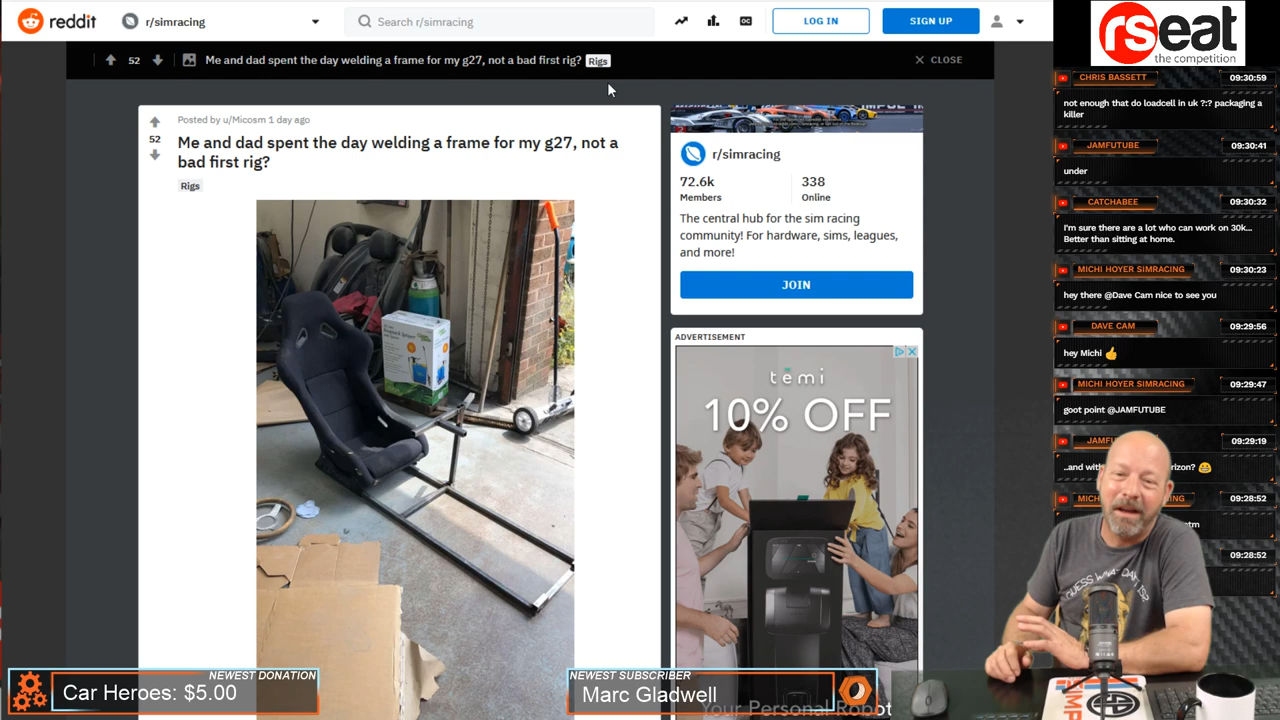 reddit
r/simracing
Search r/simracing
LOG IN
SIGN UP
52
Me and dad spent the day welding a frame for my g27, not a bad first rig?
Rigs
CLOSE
Posted by u/Micosm 1 day ago
52
Me and dad spent the day welding a frame for my g27, not a
bad first rig?
Rigs
r/simracing
72.6k
338
Members
Online
The central hub for the sim racing
community! For hardware, sims, leagues,
and more!
JOIN
ADVERTISEMENT
temi
10% OFF
Your Personal Robot
rseat
the competition
CHRIS BASSETT
09:30:59
not enough that do loadcell in uk ?:? packaging a
killer
JAMFUTUBE
09:30:41
under
CATCHABEE
09:30:32
I'm sure there are a lot who can work on 30k...
Better than sitting at home.
MICHI HOYER SIMRACING
09:30:23
hey there @Dave Cam nice to see you
DAVE CAM
09:29:56
hey Michi 👍
MICHI HOYER SIMRACING
09:29:47
goot point @JAMFUTUBE
JAMFU
09:29:19
..and with
rizon? 😂
MICH
NG
09:28:52
09:28:52
NEWEST DONATION
Car Heroes: $5.00
NEWEST SUBSCRIBER
Marc Gladwell